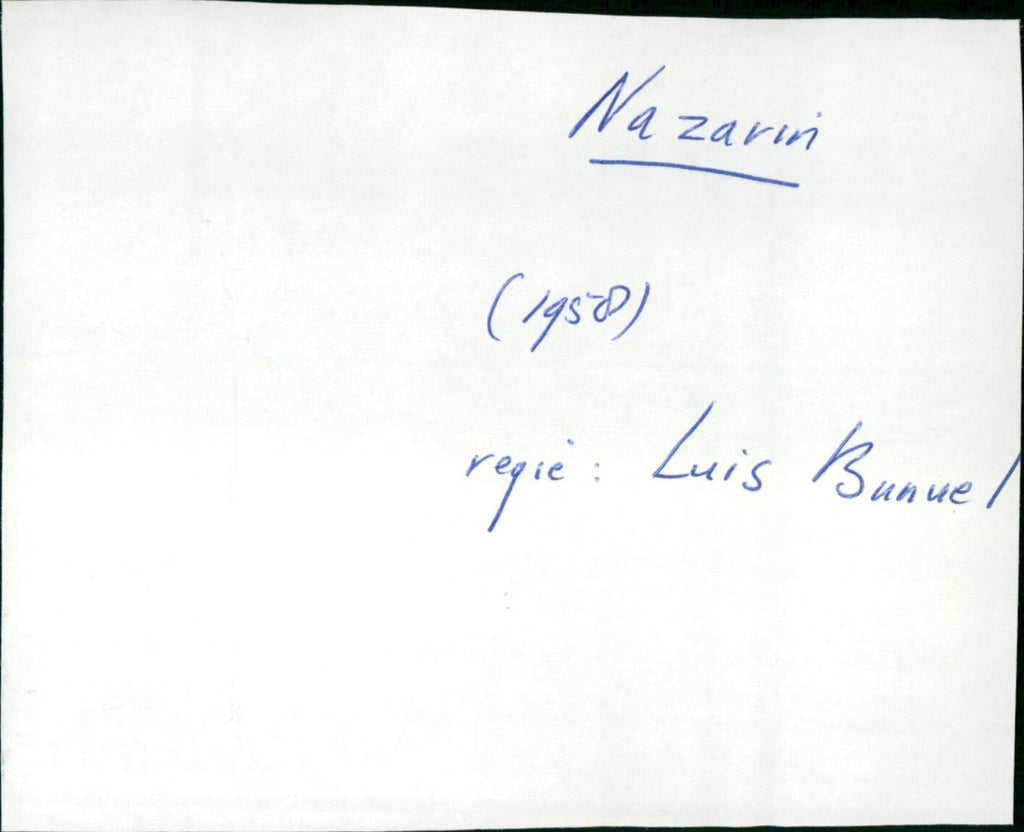 Nazarin
(1958)
regie: Luis Bunuel